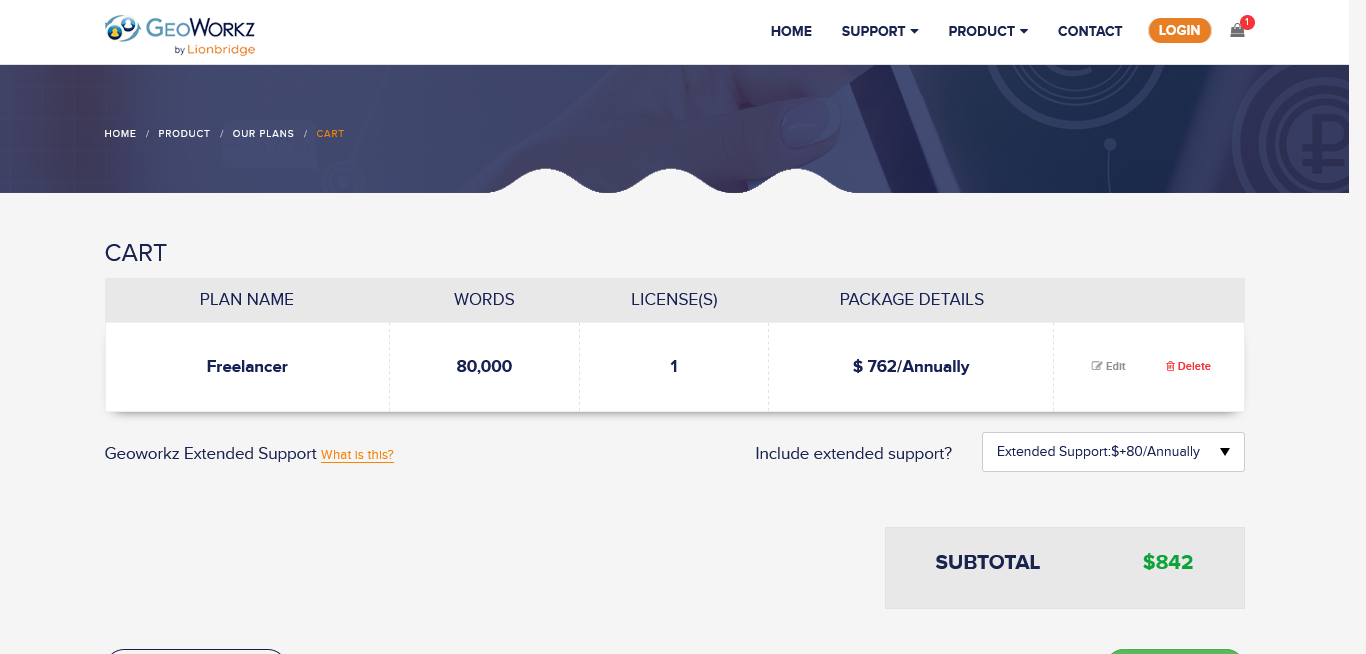 GEOWORKZ
by Lionbridge
HOME SUPPORT PRODUCT CONTACT LOGIN 1
HOME / PRODUCT / OUR PLANS / CART
CART
PLAN NAME WORDS LICENSE(S) PACKAGE DETAILS
Freelancer 80,000 1 $ 762/Annually Edit Delete
Geoworkz Extended Support What is this? Include extended support? Extended Support:$+80/Annually
SUBTOTAL $842